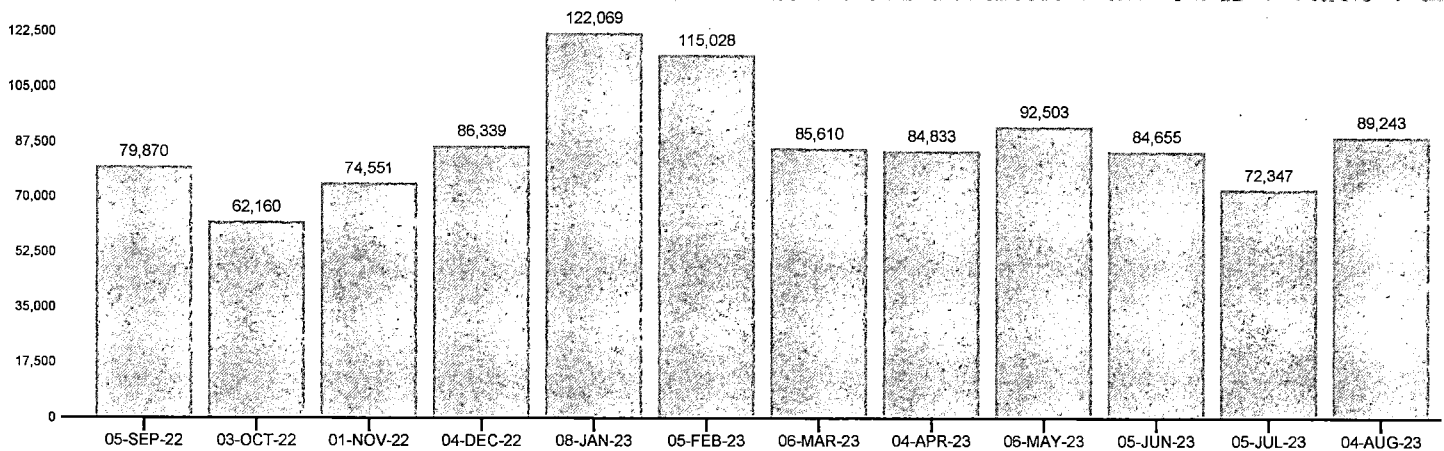 122,500
105,000
87,500
70,000
52,500
35,000
17,500
0
79,870
62,160
74,551
86,339
122,069
115,028
85,610
84,833
92,503
84,655
72,347
89,243
05-SEP-22
03-OCT-22
01-NOV-22
04-DEC-22
08-JAN-23
05-FEB-23
06-MAR-23
04-APR-23
06-MAY-23
05-JUN-23
05-JUL-23
04-AUG-23